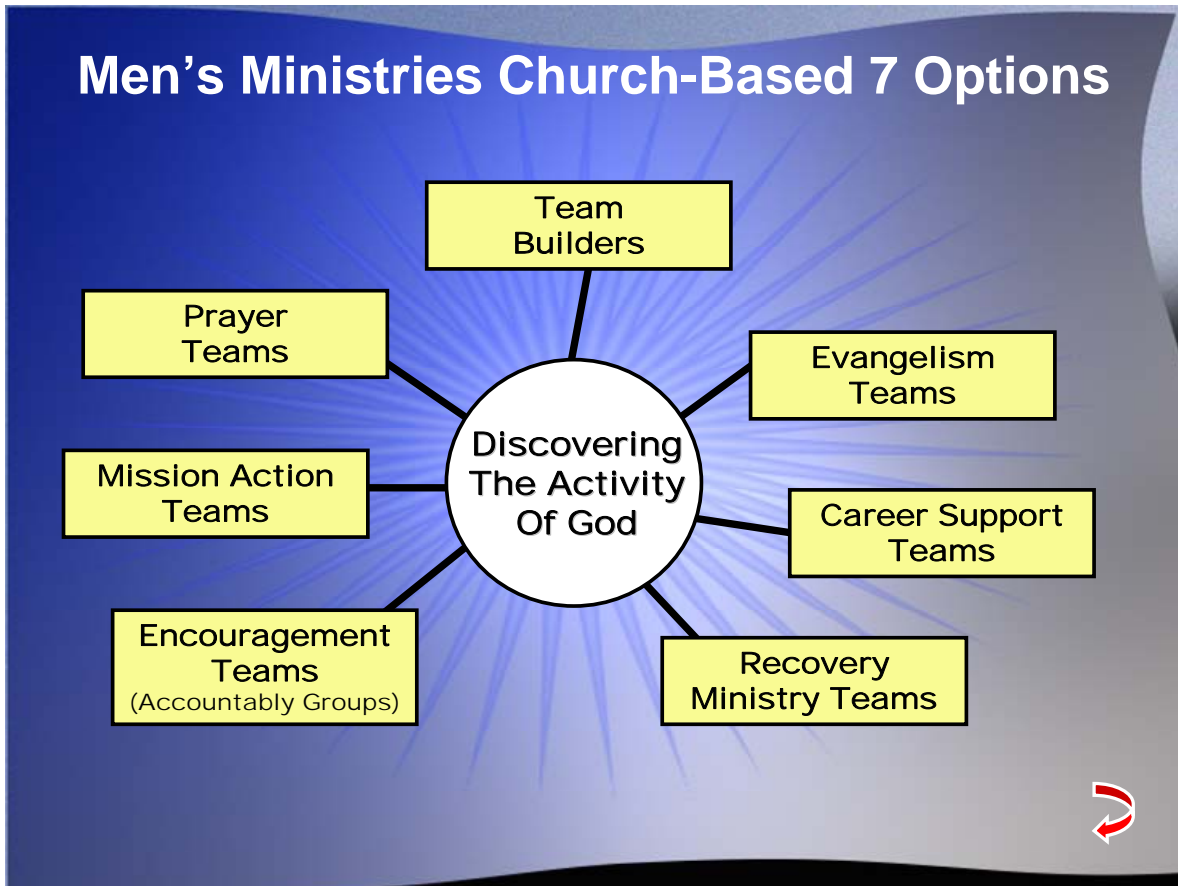 Men's Ministries Church-Based 7 Options
Team
Builders
Prayer
Teams
Evangelism
Teams
Discovering
The Activity
Of God
Mission Action
Teams
Career Support
Teams
Encouragement
Teams
(Accountably Groups)
Recovery
Ministry Teams